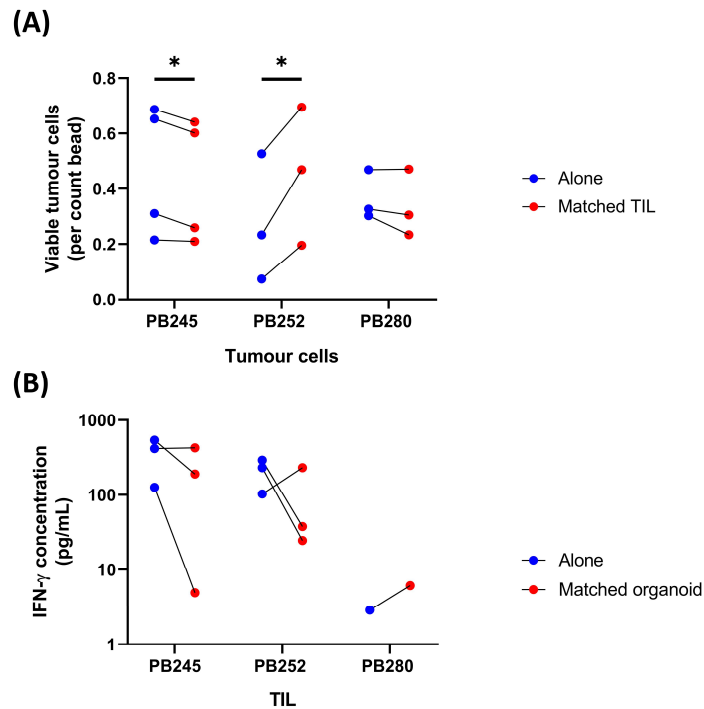 (A)
* *
Viable tumour cells
(per count bead)
0.8
0.6
0.4
0.2
0.0
PB245 PB252 PB280
Tumour cells
Alone
Matched TIL
(B)
IFN-γ concentration
(pg/mL)
1000
100
10
1
PB245 PB252 PB280
TIL
Alone
Matched organoid